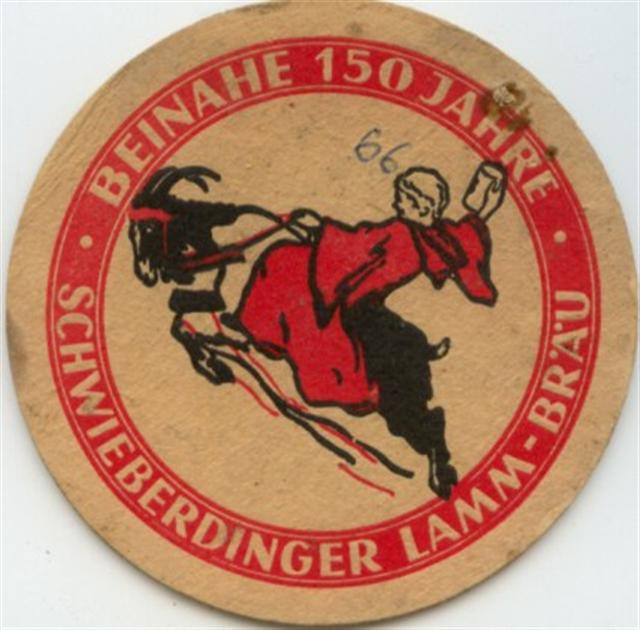 BEINAHE 150 JAHRE
66
· SCHWIEBERDINGER LAMM-BRÄU ·